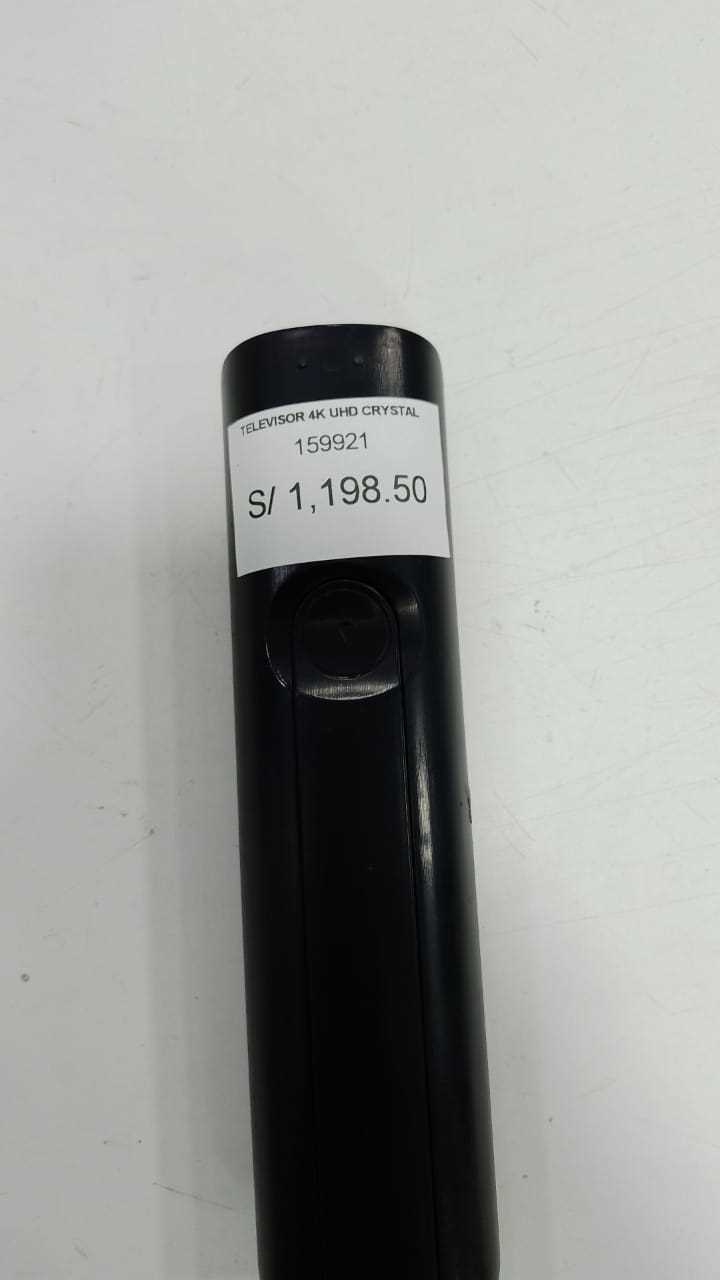 TELEVISOR 4K UHD CRYSTAL
159921
S/ 1,198.50